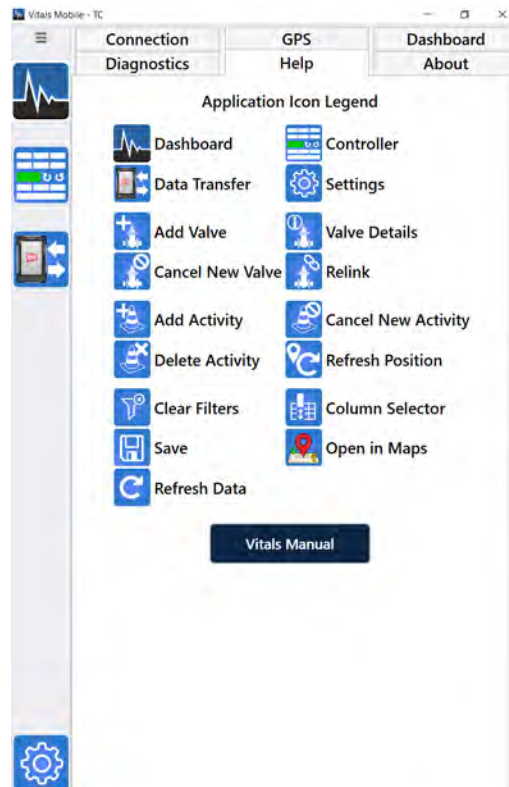 Vitals Mobile - TC
Connection GPS Dashboard
Diagnostics Help About
Application Icon Legend
Dashboard Controller
Data Transfer Settings
Add Valve Valve Details
Cancel New Valve Relink
Add Activity Cancel New Activity
Delete Activity Refresh Position
Clear Filters Column Selector
Save Open in Maps
Refresh Data
Vitals Manual